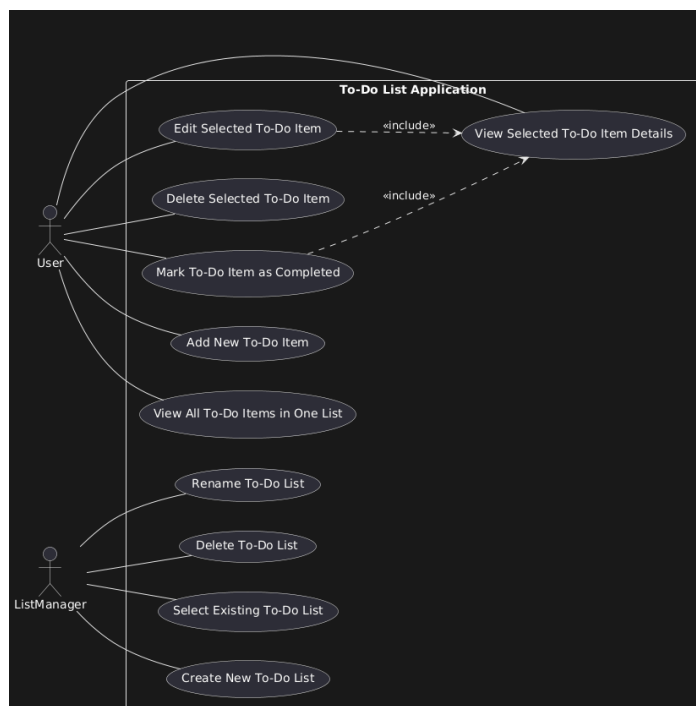 To-Do List Application
Edit Selected To-Do Item
«include»
View Selected To-Do Item Details
Delete Selected To-Do Item
«include»
User
Mark To-Do Item as Completed
Add New To-Do Item
View All To-Do Items in One List
Rename To-Do List
Delete To-Do List
ListManager
Select Existing To-Do List
Create New To-Do List